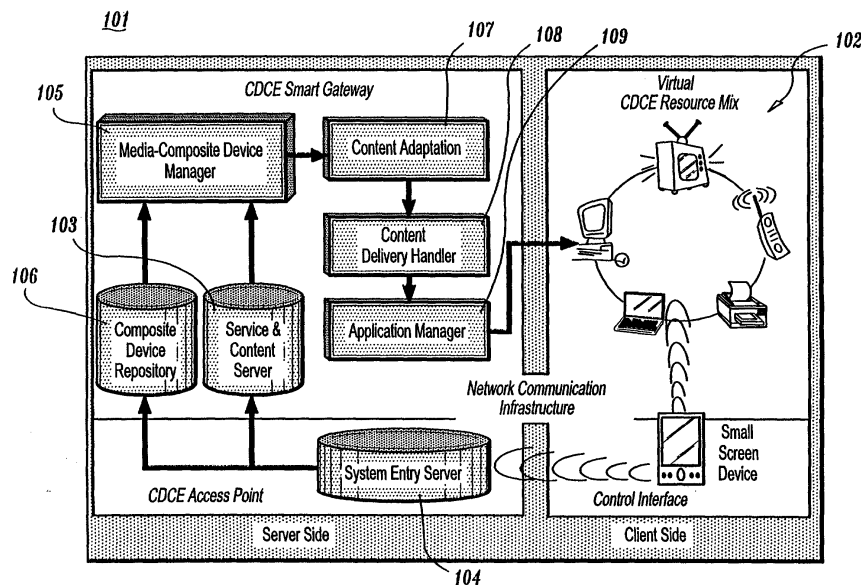 101
107
108
109
102
CDCE Smart Gateway
Virtual
CDCE Resource Mix
105
Media-Composite Device
Manager
Content Adaptation
103
Content
Delivery Handler
106
Composite
Device
Repository
Service &
Content
Server
Application Manager
Network Communication
Infrastructure
System Entry Server
Small
Screen
Device
CDCE Access Point
Control Interface
Server Side
Client Side
104